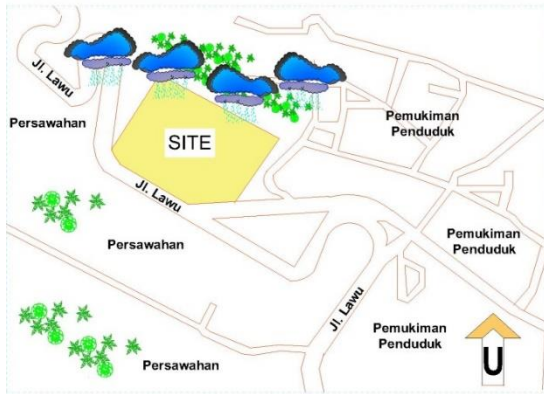 Jl. Lawu
Persawahan
SITE
Pemukiman
Penduduk
Jl. Lawu
Persawahan
Pemukiman
Penduduk
Jl. Lawu
Pemukiman
Penduduk
Persawahan
U